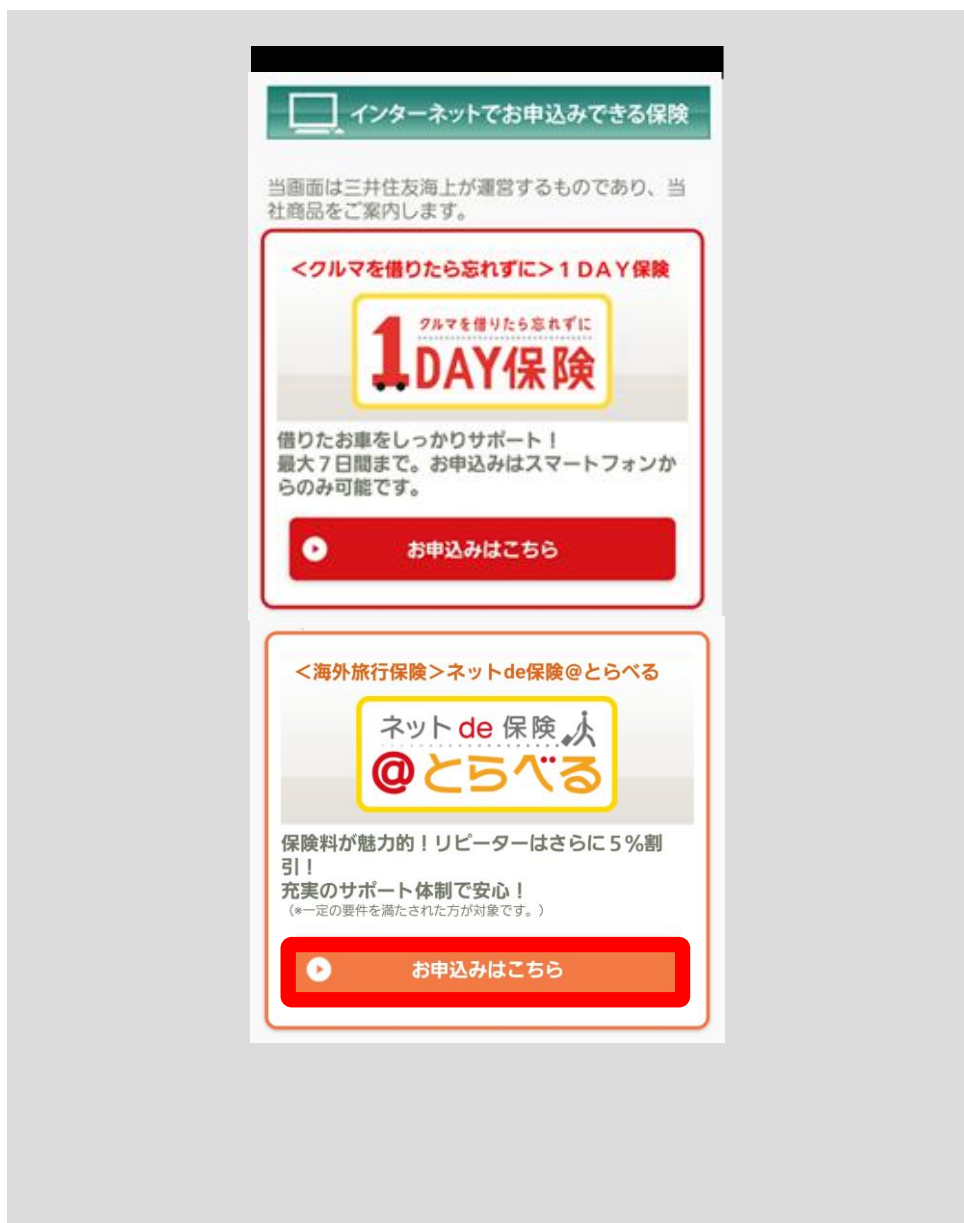 インターネットでお申込みできる保険
当画面は三井住友海上が運営するものであり、当
社商品をご案内します。
＜クルマを借りたら忘れずに＞１ＤＡＹ保険
クルマを借りたら忘れずに
1DAY保険
借りたお車をしっかりサポート！
最大７日間まで。お申込みはスマートフォンか
らのみ可能です。
お申込みはこちら
＜海外旅行保険＞ネットde保険＠とらべる
ネットde保険
@とらべる
保険料が魅力的！リピーターはさらに５％割
引！
充実のサポート体制で安心！
（※一定の要件を満たされた方が対象です。）
お申込みはこちら